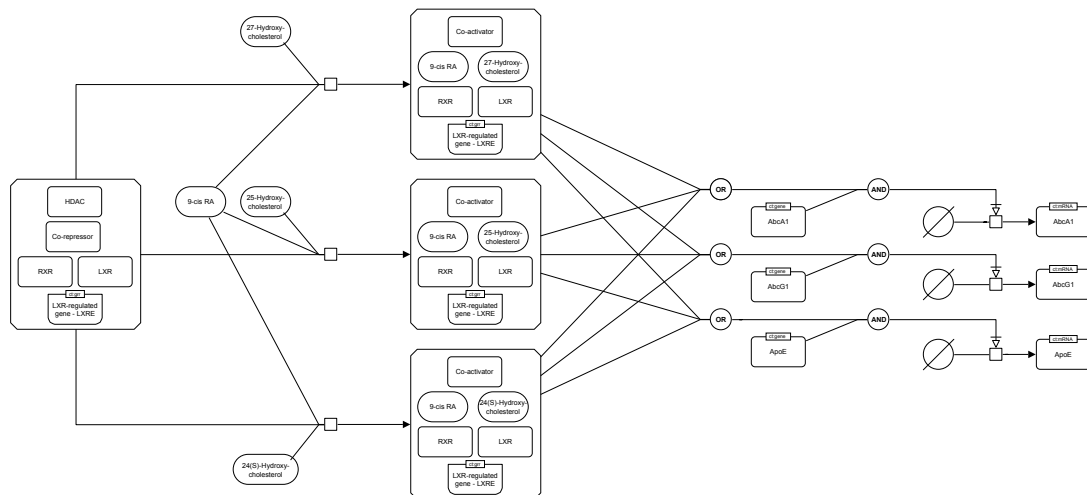 27-Hydroxy-
cholesterol
Co-activator
9-cis RA
27-Hydroxy-
cholesterol
RXR
LXR
ct:grr
LXR-regulated
gene - LXRE
HDAC
Co-repressor
RXR
LXR
ct:grr
LXR-regulated
gene - LXRE
9-cis RA
25-Hydroxy-
cholesterol
Co-activator
9-cis RA
25-Hydroxy-
cholesterol
RXR
LXR
ct:grr
LXR-regulated
gene - LXRE
24(S)-Hydroxy-
cholesterol
Co-activator
9-cis RA
24(S)-Hydroxy-
cholesterol
RXR
LXR
ct:grr
LXR-regulated
gene - LXRE
OR
ct:gene
AbcA1
AND
ct:mRNA
AbcA1
OR
ct:gene
AbcG1
AND
ct:mRNA
AbcG1
OR
ct:gene
ApoE
AND
ct:mRNA
ApoE